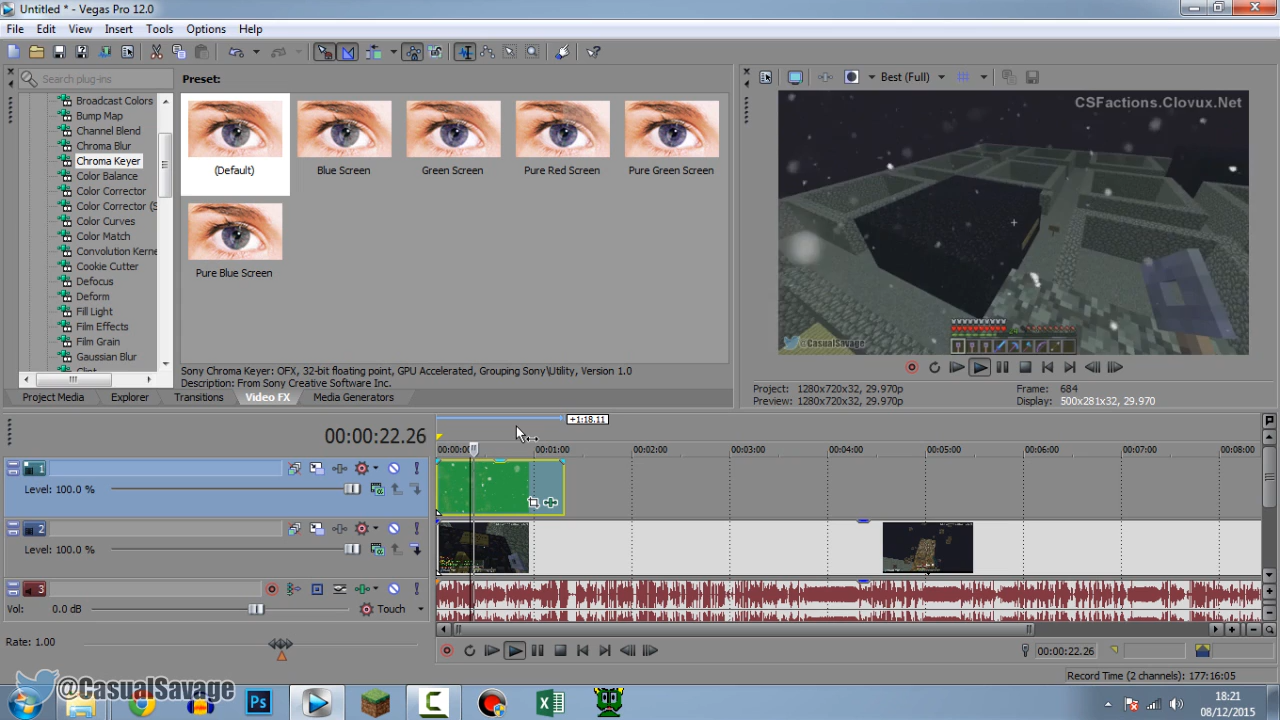 Untitled * - Vegas Pro 12.0
File Edit View Insert Tools Options Help
Search plug-ins
Broadcast Colors
Bump Map
Channel Blend
Chroma Blur
Chroma Keyer
Color Balance
Color Corrector
Color Corrector (S
Color Curves
Color Match
Convolution Kerne
Cookie Cutter
Defocus
Deform
Fill Light
Film Effects
Film Grain
Gaussian Blur
Preset:
(Default)
Blue Screen
Green Screen
Pure Red Screen
Pure Green Screen
Pure Blue Screen
Sony Chroma Keyer: OFX, 32-bit floating point, GPU Accelerated, Grouping Sony\Utility, Version 1.0
Description: From Sony Creative Software Inc.
Project Media Explorer Transitions Video FX Media Generators
Best (Full)
CSFactions.Clovux.Net
@CasualSavage
Project: 1280x720x32, 29.970p
Preview: 1280x720x32, 29.970p
Frame: 684
Display: 500x281x32, 29.970
00:00:22.26
+1:18.11
00:00:00 00:01:00 00:02:00 00:03:00 00:04:00 00:05:00 00:06:00 00:07:00 00:08:00
1
Level: 100.0 %
2
Level: 100.0 %
3
Vol: 0.0 dB Touch
Rate: 1.00
00:00:22.26
Record Time (2 channels): 177:16:05
@CasualSavage
Ps
18:21
08/12/2015